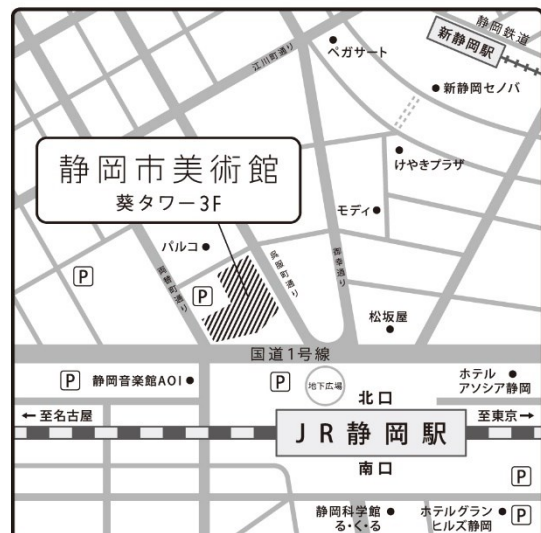 静岡鉄道
新静岡駅
ペガサート
江川町通り
新静岡セノバ
けやきプラザ
静岡市美術館
葵タワー3F
モディ
パルコ
呉服町通り
御幸通り
両替町通り
P
P
松坂屋
国道1号線
P
静岡音楽館AOI
P
地下広場
北口
ホテル
アソシア静岡
←至名古屋
至東京→
JR静岡駅
南口
P
静岡科学館
る・く・る
ホテルグラン
ヒルズ静岡
P